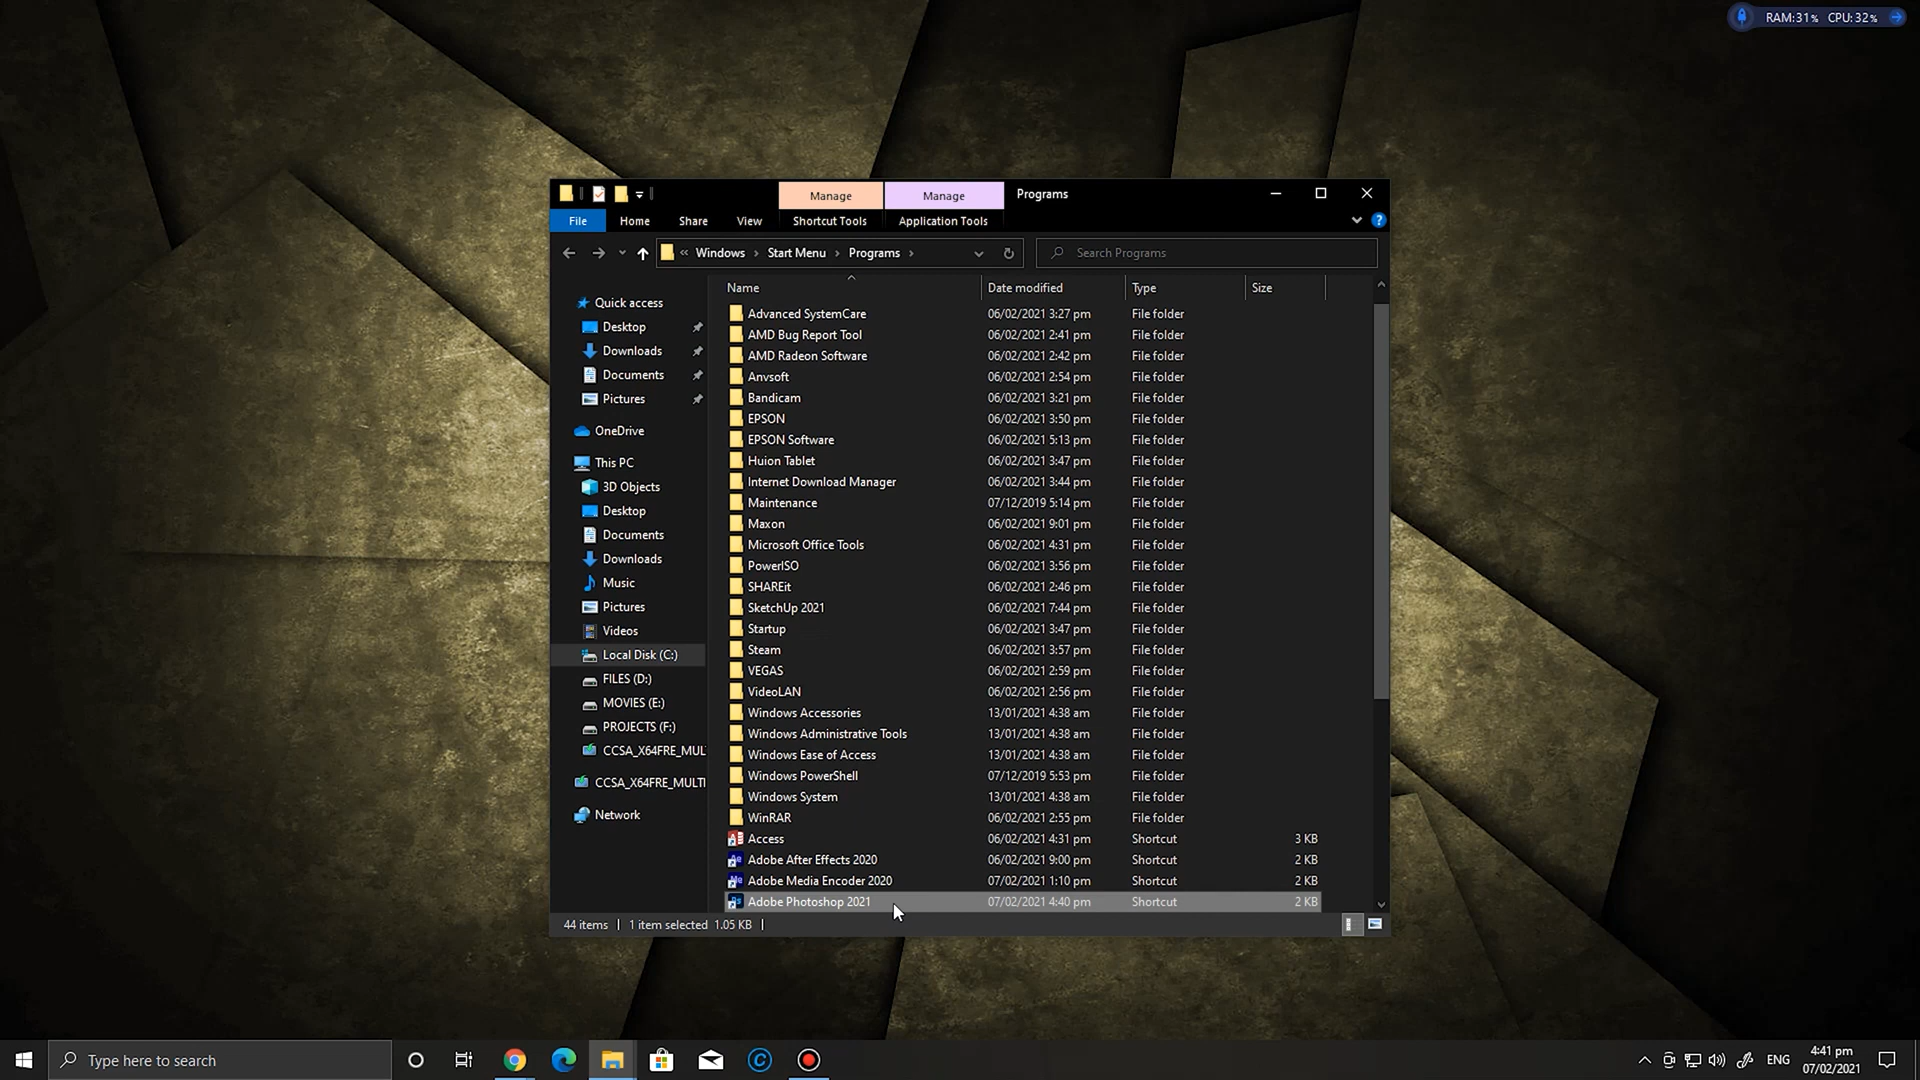 RAM:31% CPU:32%
Manage Manage Programs
File Home Share View Shortcut Tools Application Tools
« Windows › Start Menu › Programs › Search Programs
Name Date modified Type Size
Quick access
Desktop
Downloads
Documents
Pictures
OneDrive
This PC
3D Objects
Desktop
Documents
Downloads
Music
Pictures
Videos
Local Disk (C:)
FILES (D:)
MOVIES (E:)
PROJECTS (F:)
CCSA_X64FRE_MUL
CCSA_X64FRE_MULTI
Network
Advanced SystemCare 06/02/2021 3:27 pm File folder
AMD Bug Report Tool 06/02/2021 2:41 pm File folder
AMD Radeon Software 06/02/2021 2:42 pm File folder
Anvsoft 06/02/2021 2:54 pm File folder
Bandicam 06/02/2021 3:21 pm File folder
EPSON 06/02/2021 3:50 pm File folder
EPSON Software 06/02/2021 5:13 pm File folder
Huion Tablet 06/02/2021 3:47 pm File folder
Internet Download Manager 06/02/2021 3:44 pm File folder
Maintenance 07/12/2019 5:14 pm File folder
Maxon 06/02/2021 9:01 pm File folder
Microsoft Office Tools 06/02/2021 4:31 pm File folder
PowerISO 06/02/2021 3:56 pm File folder
SHAREit 06/02/2021 2:46 pm File folder
SketchUp 2021 06/02/2021 7:44 pm File folder
Startup 06/02/2021 3:47 pm File folder
Steam 06/02/2021 3:57 pm File folder
VEGAS 06/02/2021 2:59 pm File folder
VideoLAN 06/02/2021 2:56 pm File folder
Windows Accessories 13/01/2021 4:38 am File folder
Windows Administrative Tools 13/01/2021 4:38 am File folder
Windows Ease of Access 13/01/2021 4:38 am File folder
Windows PowerShell 07/12/2019 5:53 pm File folder
Windows System 13/01/2021 4:38 am File folder
WinRAR 06/02/2021 2:55 pm File folder
Access 06/02/2021 4:31 pm Shortcut 3 KB
Adobe After Effects 2020 06/02/2021 9:00 pm Shortcut 2 KB
Adobe Media Encoder 2020 07/02/2021 1:10 pm Shortcut 2 KB
Adobe Photoshop 2021 07/02/2021 4:40 pm Shortcut 2 KB
44 items 1 item selected 1.05 KB
Type here to search
ENG 4:41 pm
07/02/2021